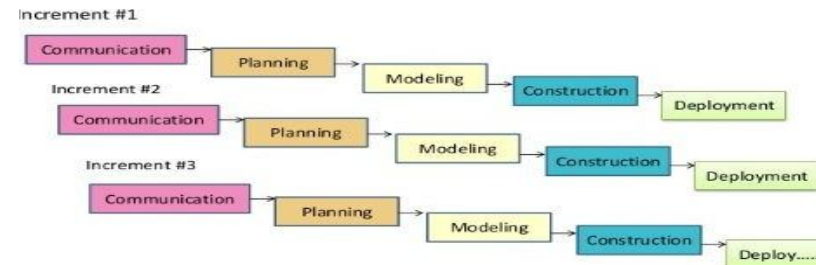 Increment #1
Communication
Planning
Modeling
Construction
Deployment
Increment #2
Communication
Planning
Modeling
Construction
Deployment
Increment #3
Communication
Planning
Modeling
Construction
Deploy.....